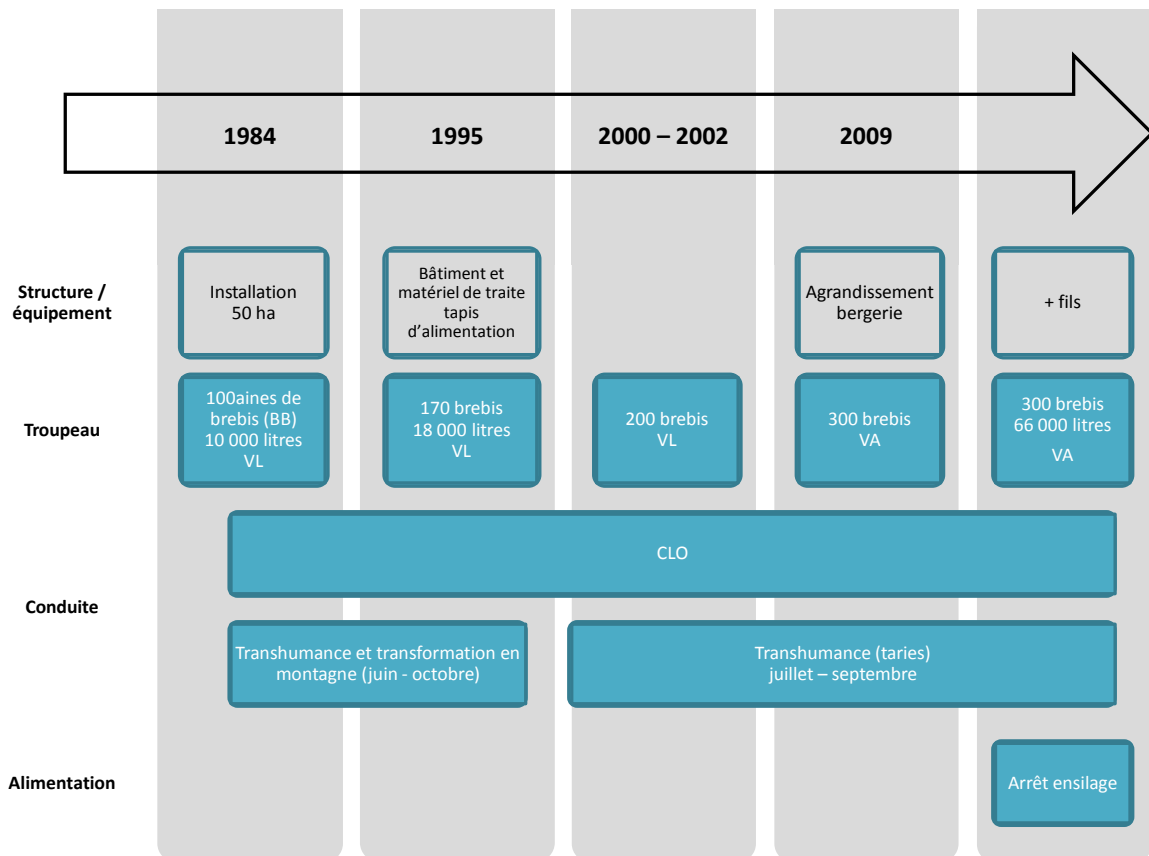 1984
1995
2000 – 2002
2009
Structure /
équipement
Installation
50 ha
Bâtiment et
matériel de traite
tapis
d’alimentation
Agrandissement
bergerie
+ fils
Troupeau
100aines de
brebis (BB)
10 000 litres
VL
170 brebis
18 000 litres
VL
200 brebis
VL
300 brebis
VA
300 brebis
66 000 litres
VA
Conduite
CLO
Transhumance et transformation en
montagne (juin - octobre)
Transhumance (taries)
juillet – septembre
Alimentation
Arrêt ensilage